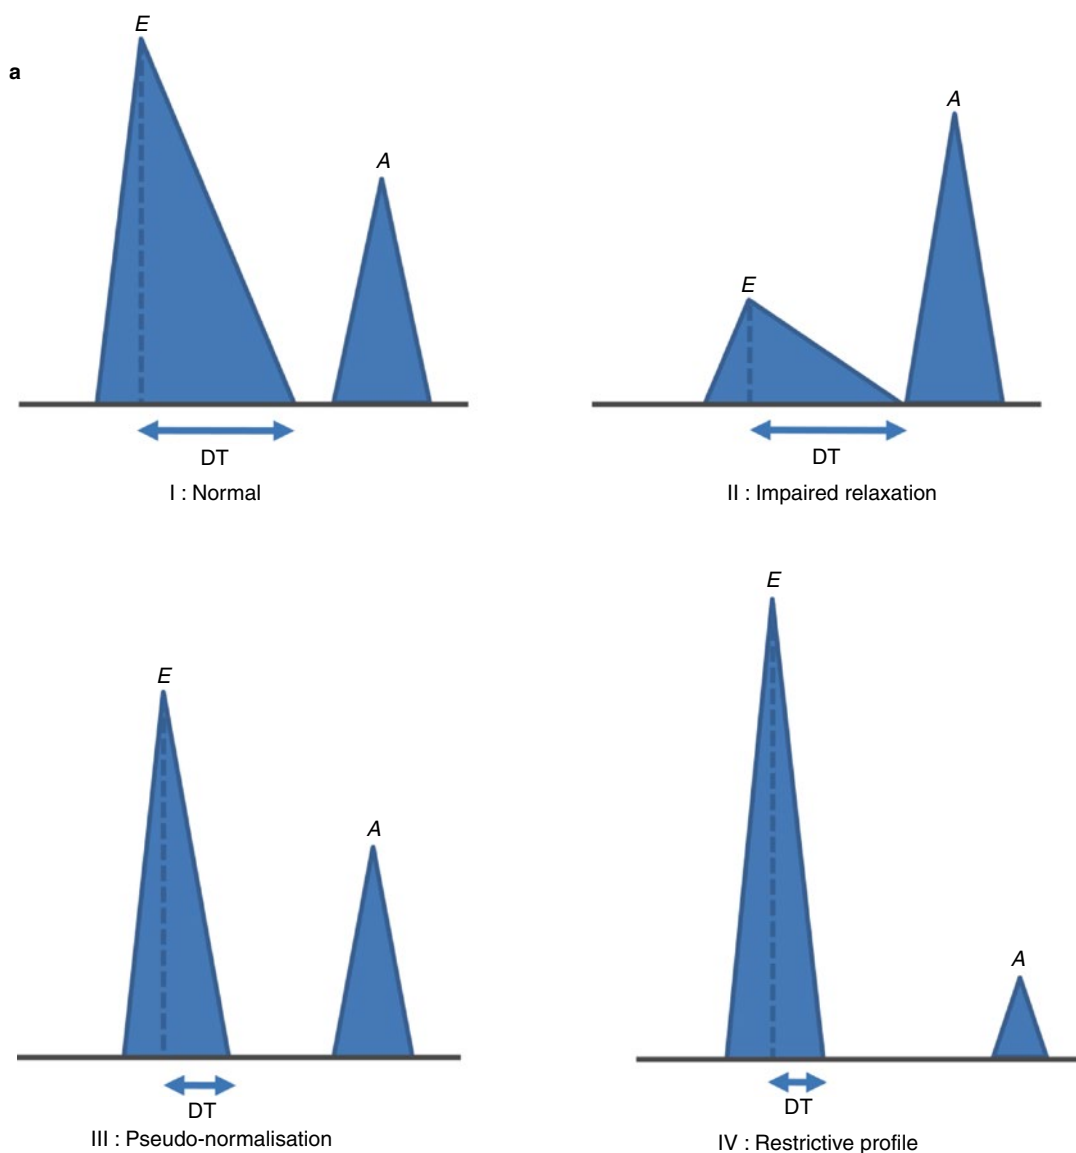 a
E
A
DT
I : Normal
E
A
DT
II : Impaired relaxation
E
A
DT
III : Pseudo-normalisation
E
A
DT
IV : Restrictive profile